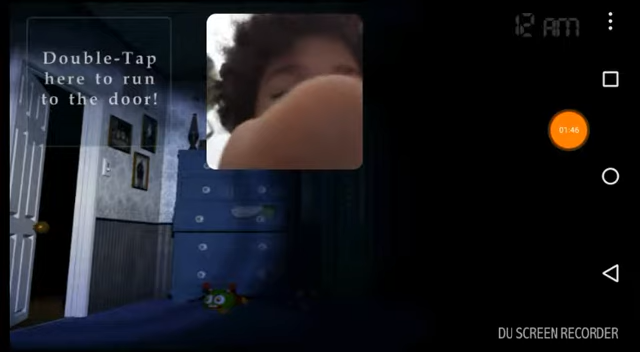 Double-Tap
here to run
to the door!
12 AM
01:46
DU SCREEN RECORDER